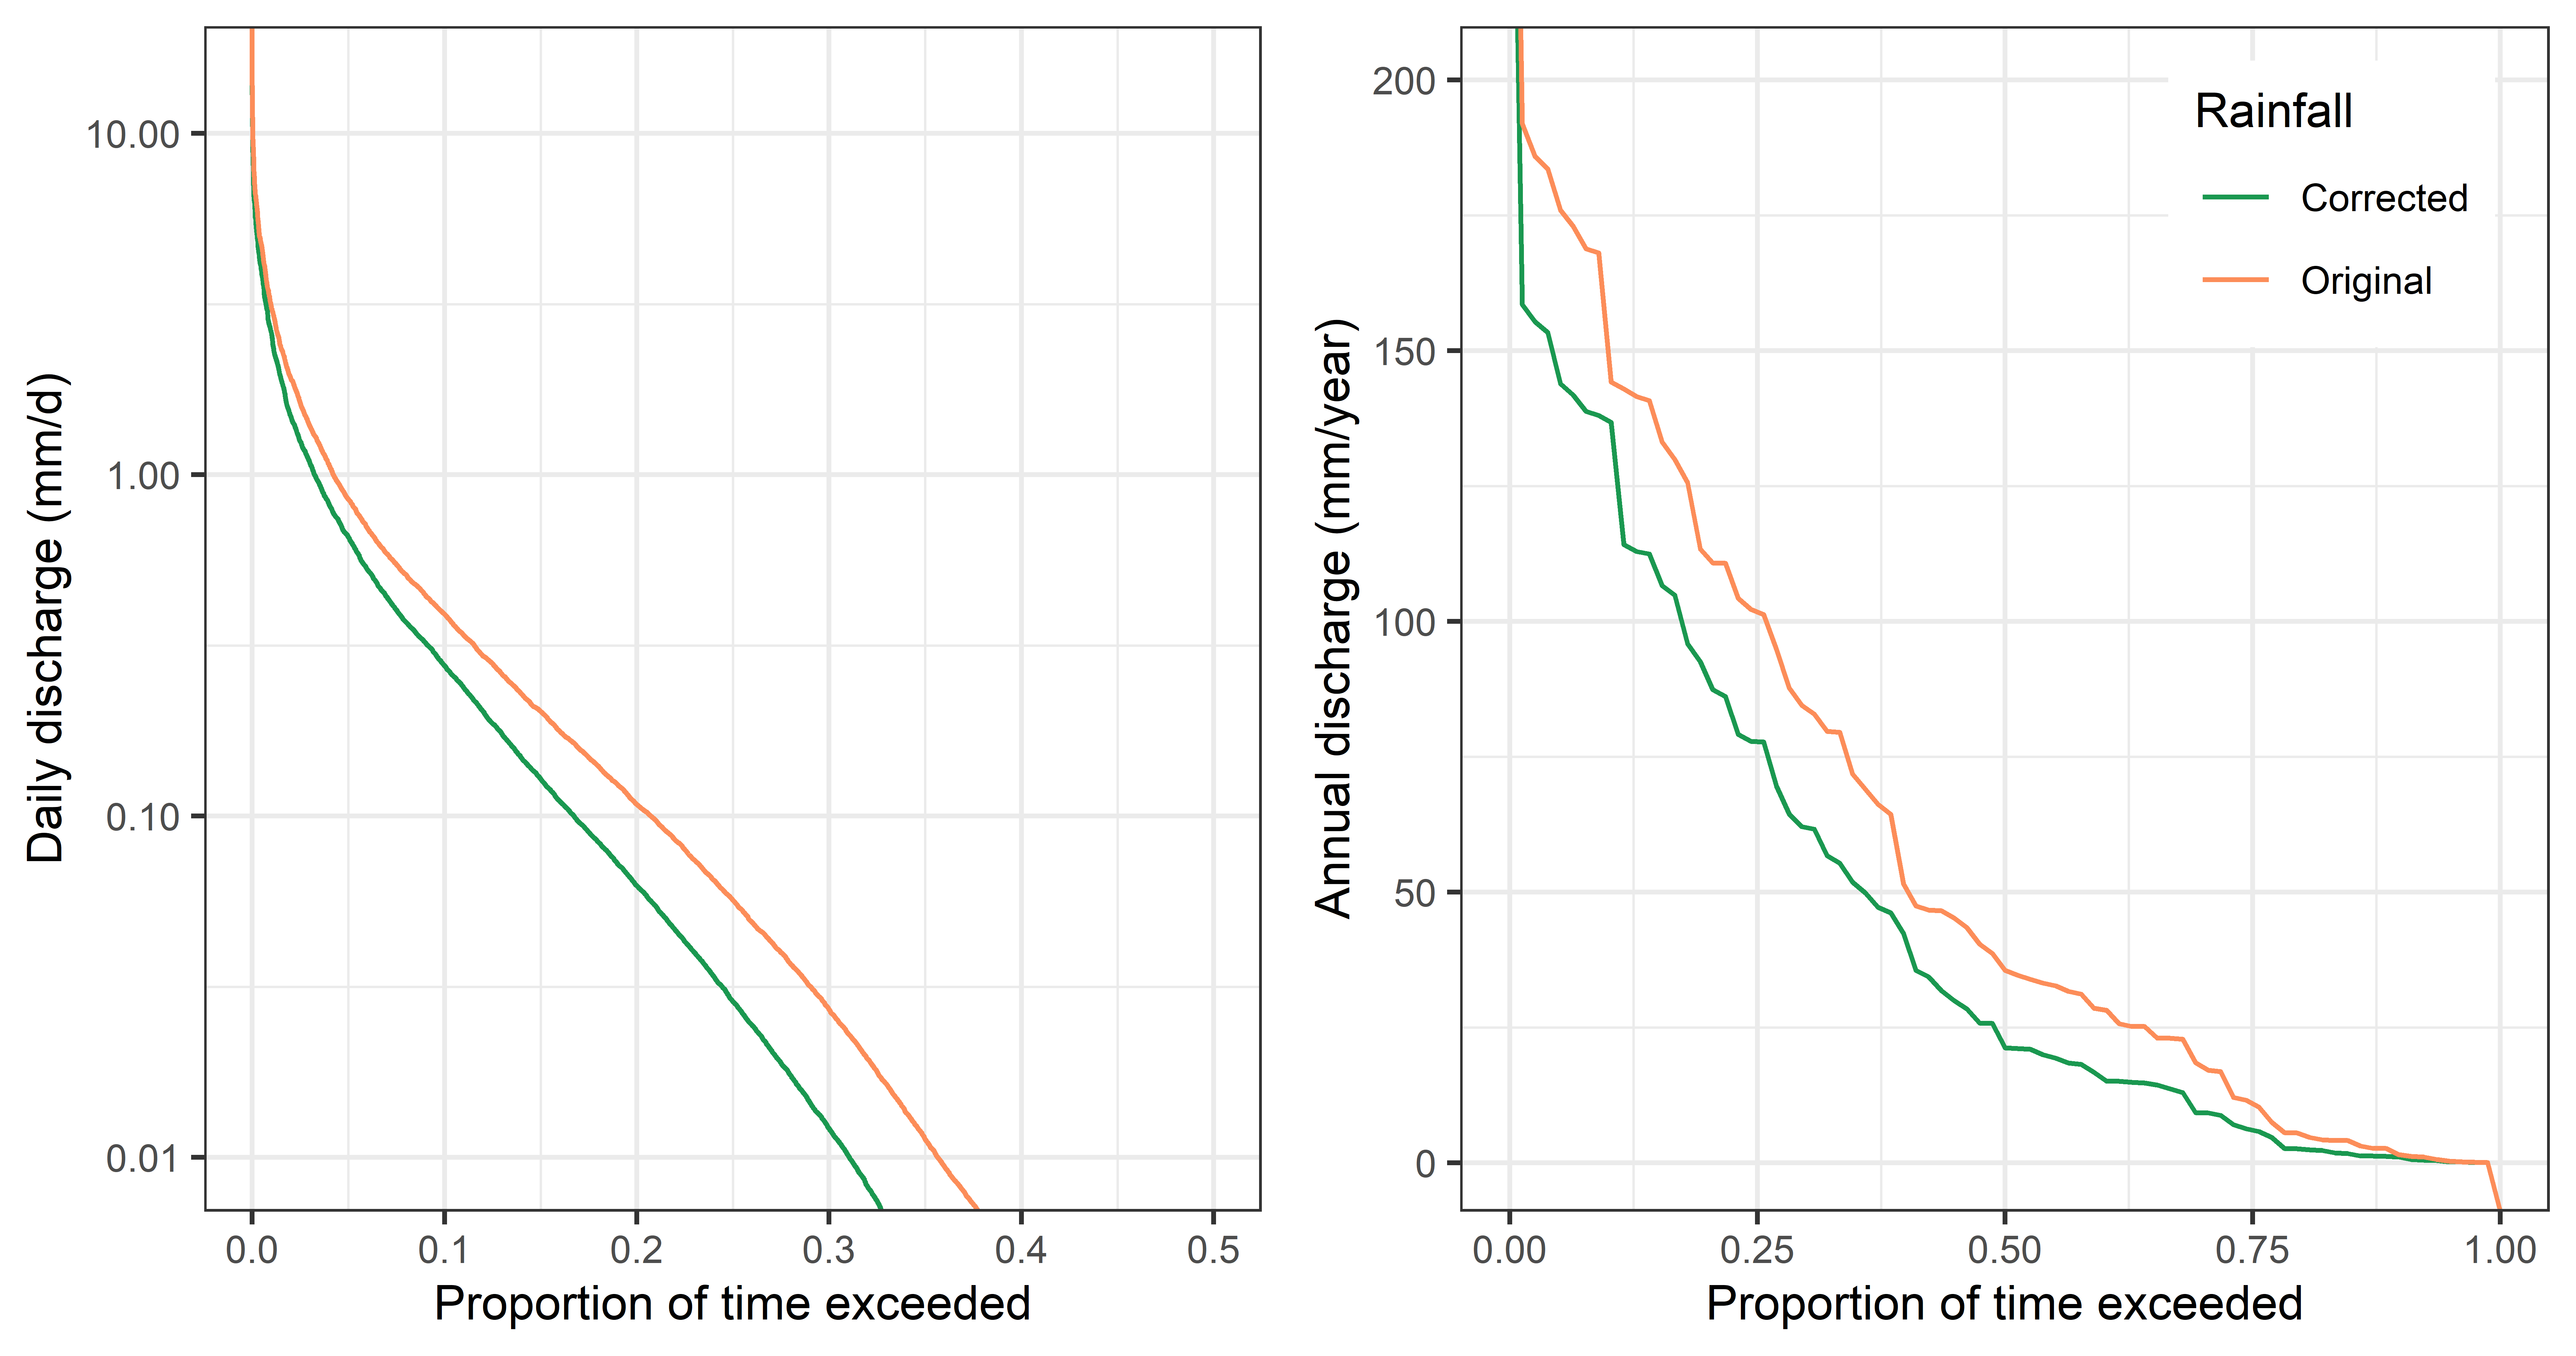 Daily discharge (mm/d)
10.00
1.00
0.10
0.01
0.0 0.1 0.2 0.3 0.4 0.5
Proportion of time exceeded
Annual discharge (mm/year)
200
150
100
50
0
0.00 0.25 0.50 0.75 1.00
Proportion of time exceeded
Rainfall
Corrected
Original